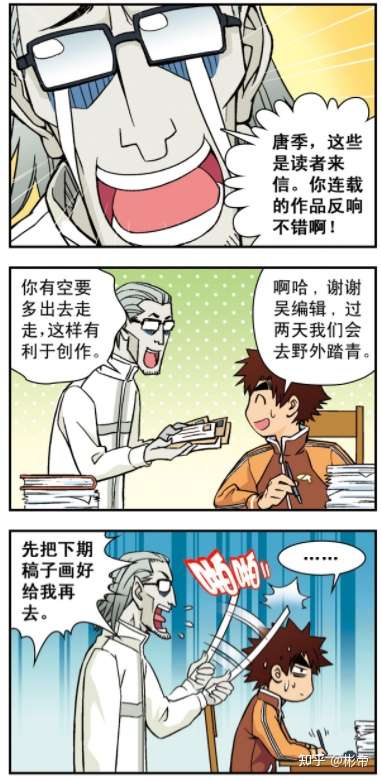 唐季，这些
是读者来
信。你连载
的作品反响
不错啊！
你有空要
多出去走
走，这样有
利于创作。
啊哈，谢谢
吴编辑，过
两天我们会
去野外踏青。
先把下期
稿子画好
给我再
去。
啪啪!!
……
知乎 @彬帝